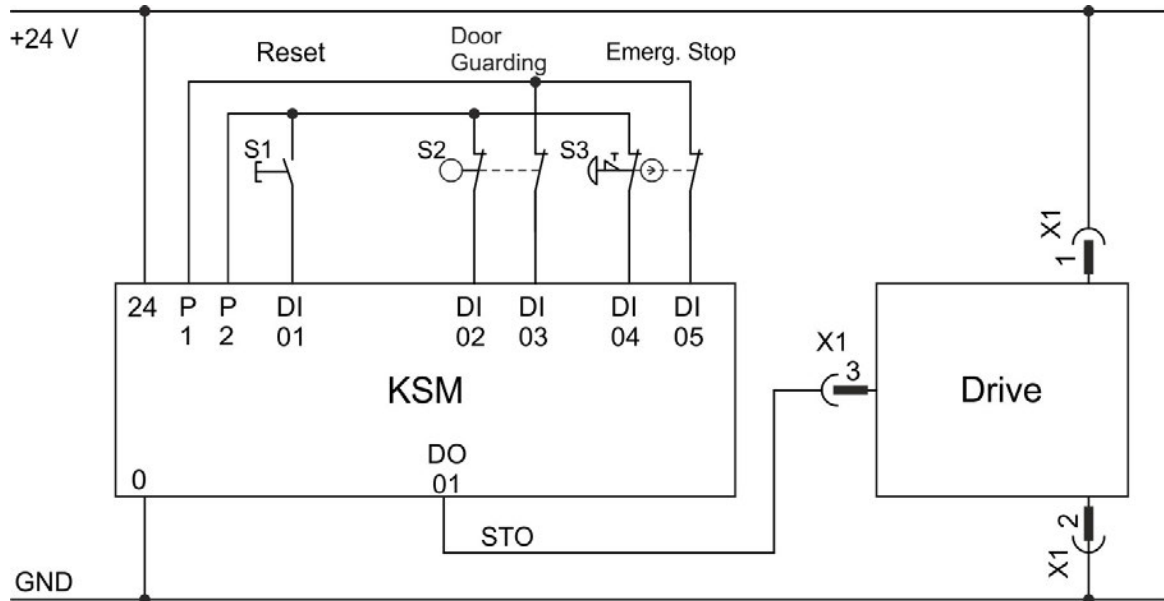 +24 V
Reset
Door
Guarding
Emerg. Stop
S1
S2
S3
X1
1
24 P P DI DI DI DI DI
1 2 01 02 03 04 05
X1
3
KSM
Drive
DO
0
01
2
X1
STO
GND